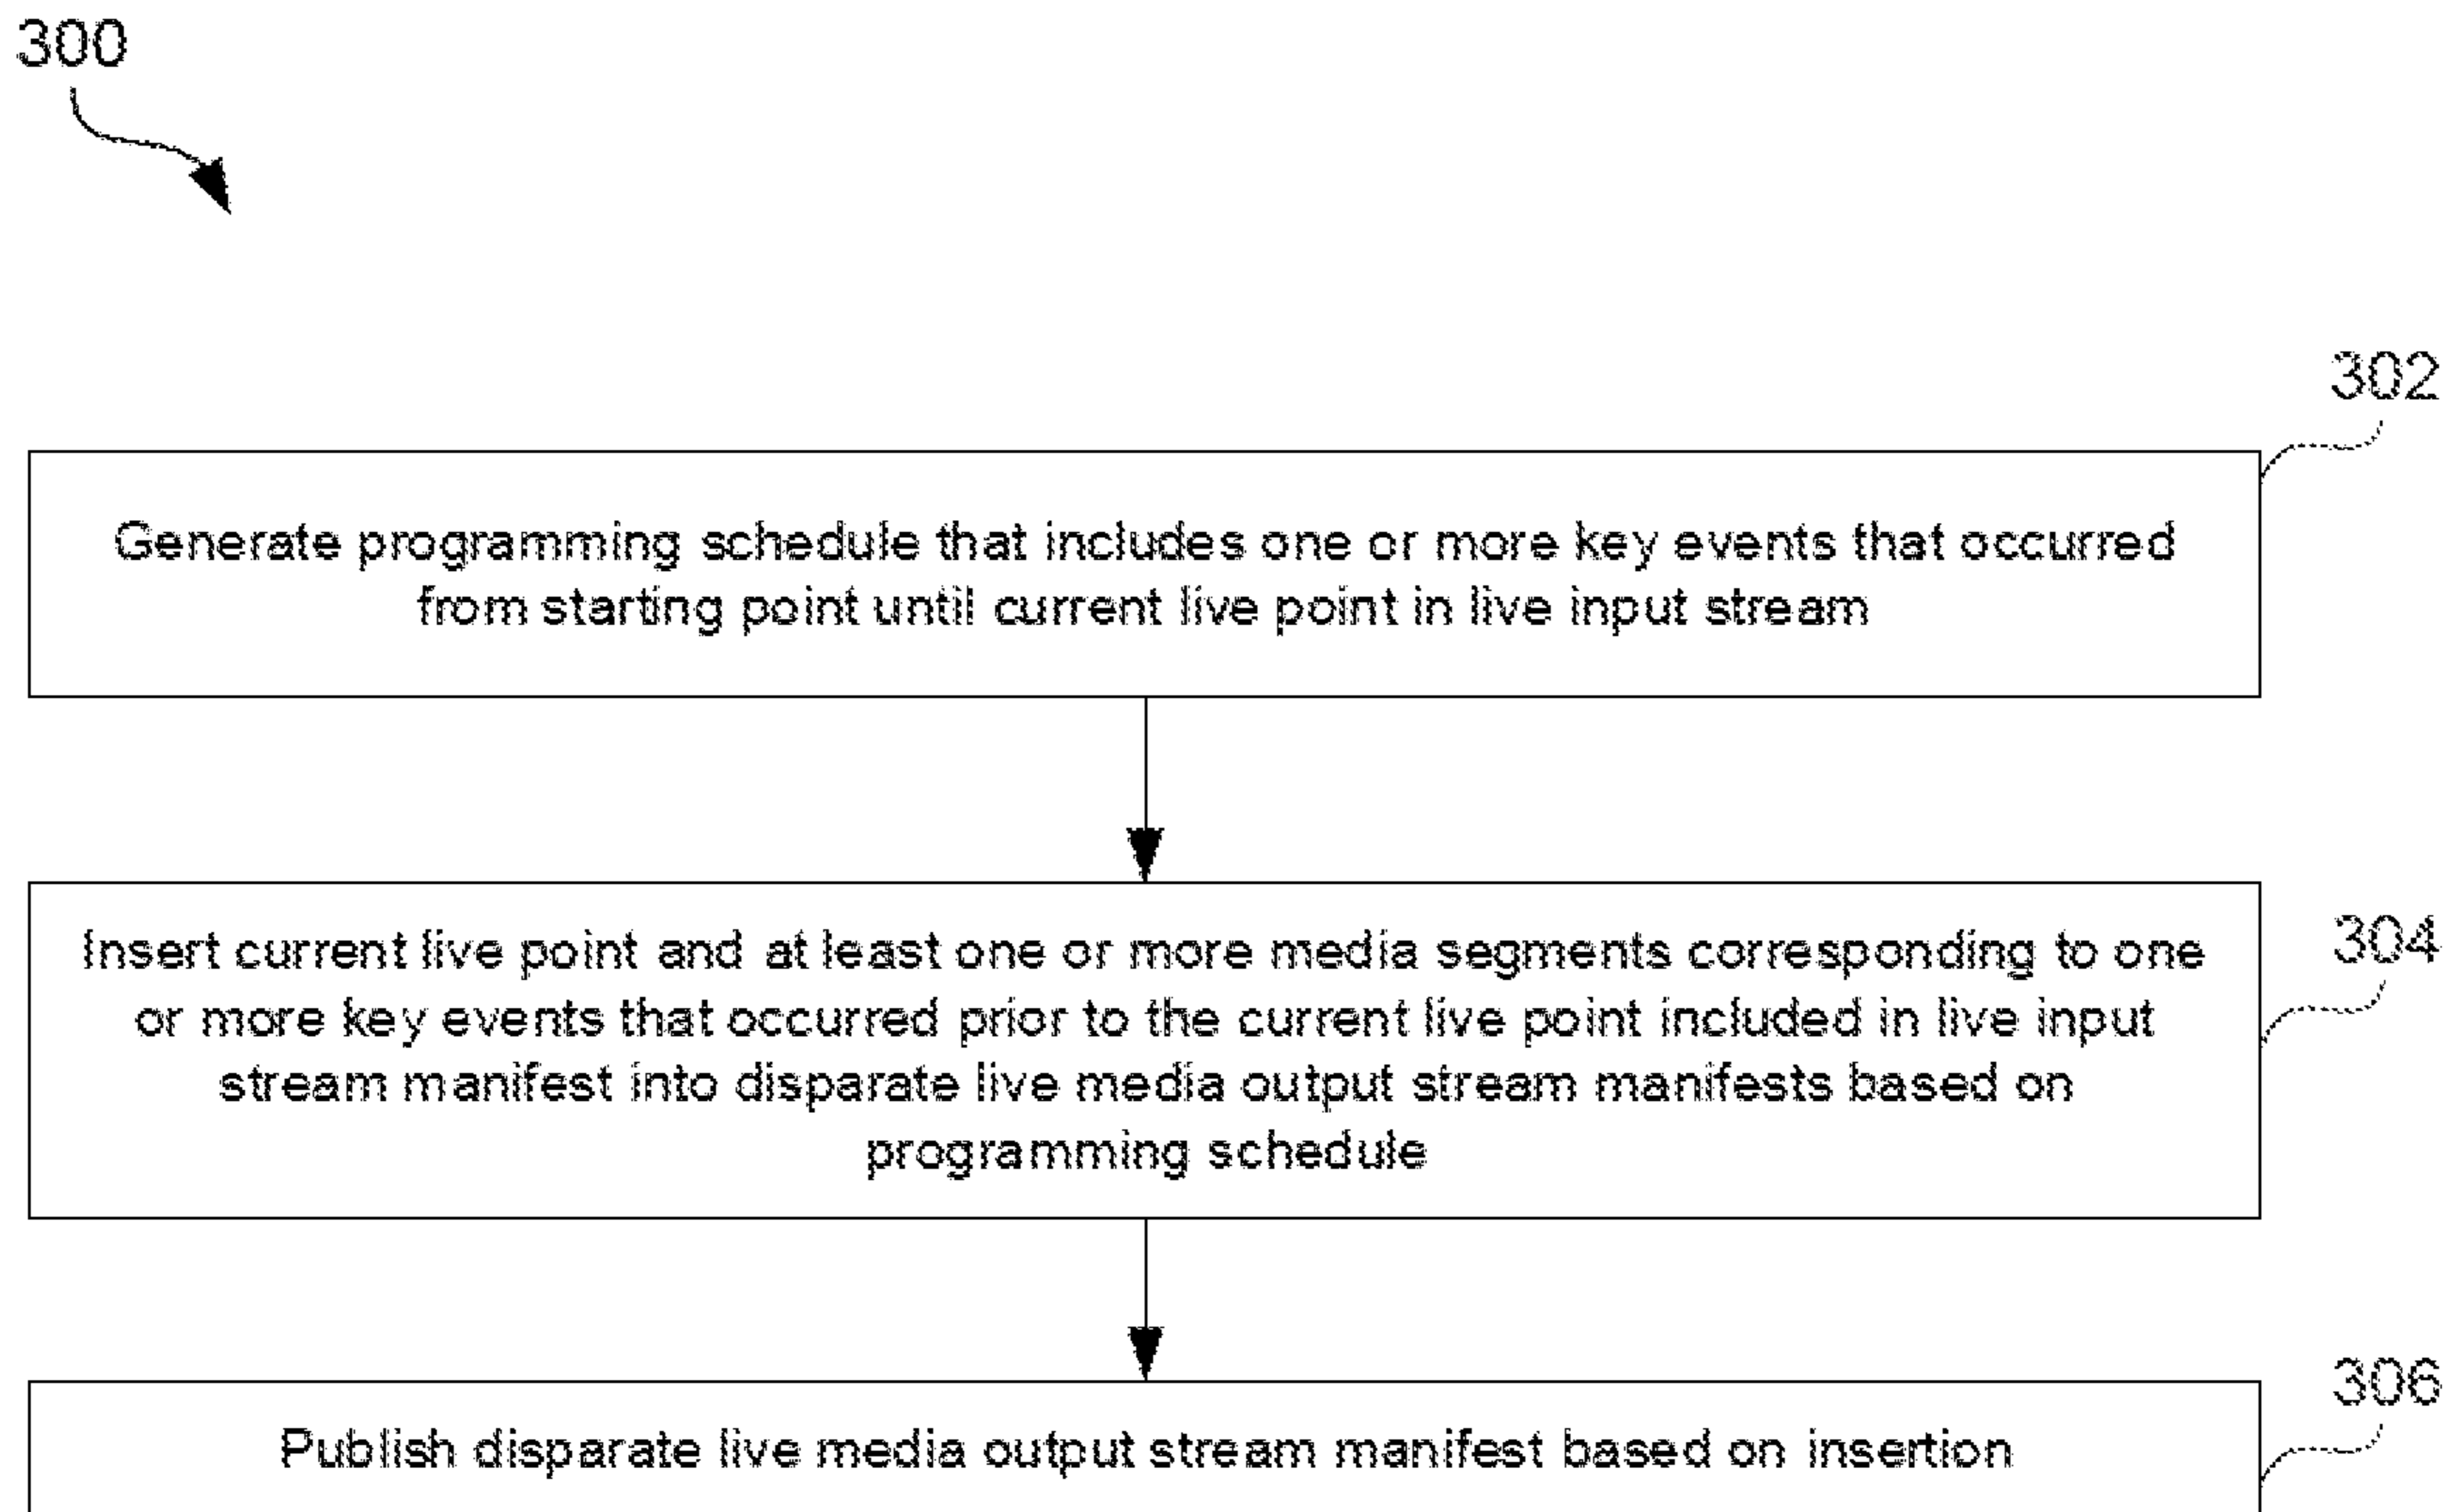 300
302
Generate programming schedule that includes one or more key events that occurred
from starting point until current live point in live input stream
304
Insert current live point and at least one or more media segments corresponding to one
or more key events that occurred prior to the current live point included in live input
stream manifest into disparate live media output stream manifests based on
programming schedule
306
Publish disparate live media output stream manifest based on insertion